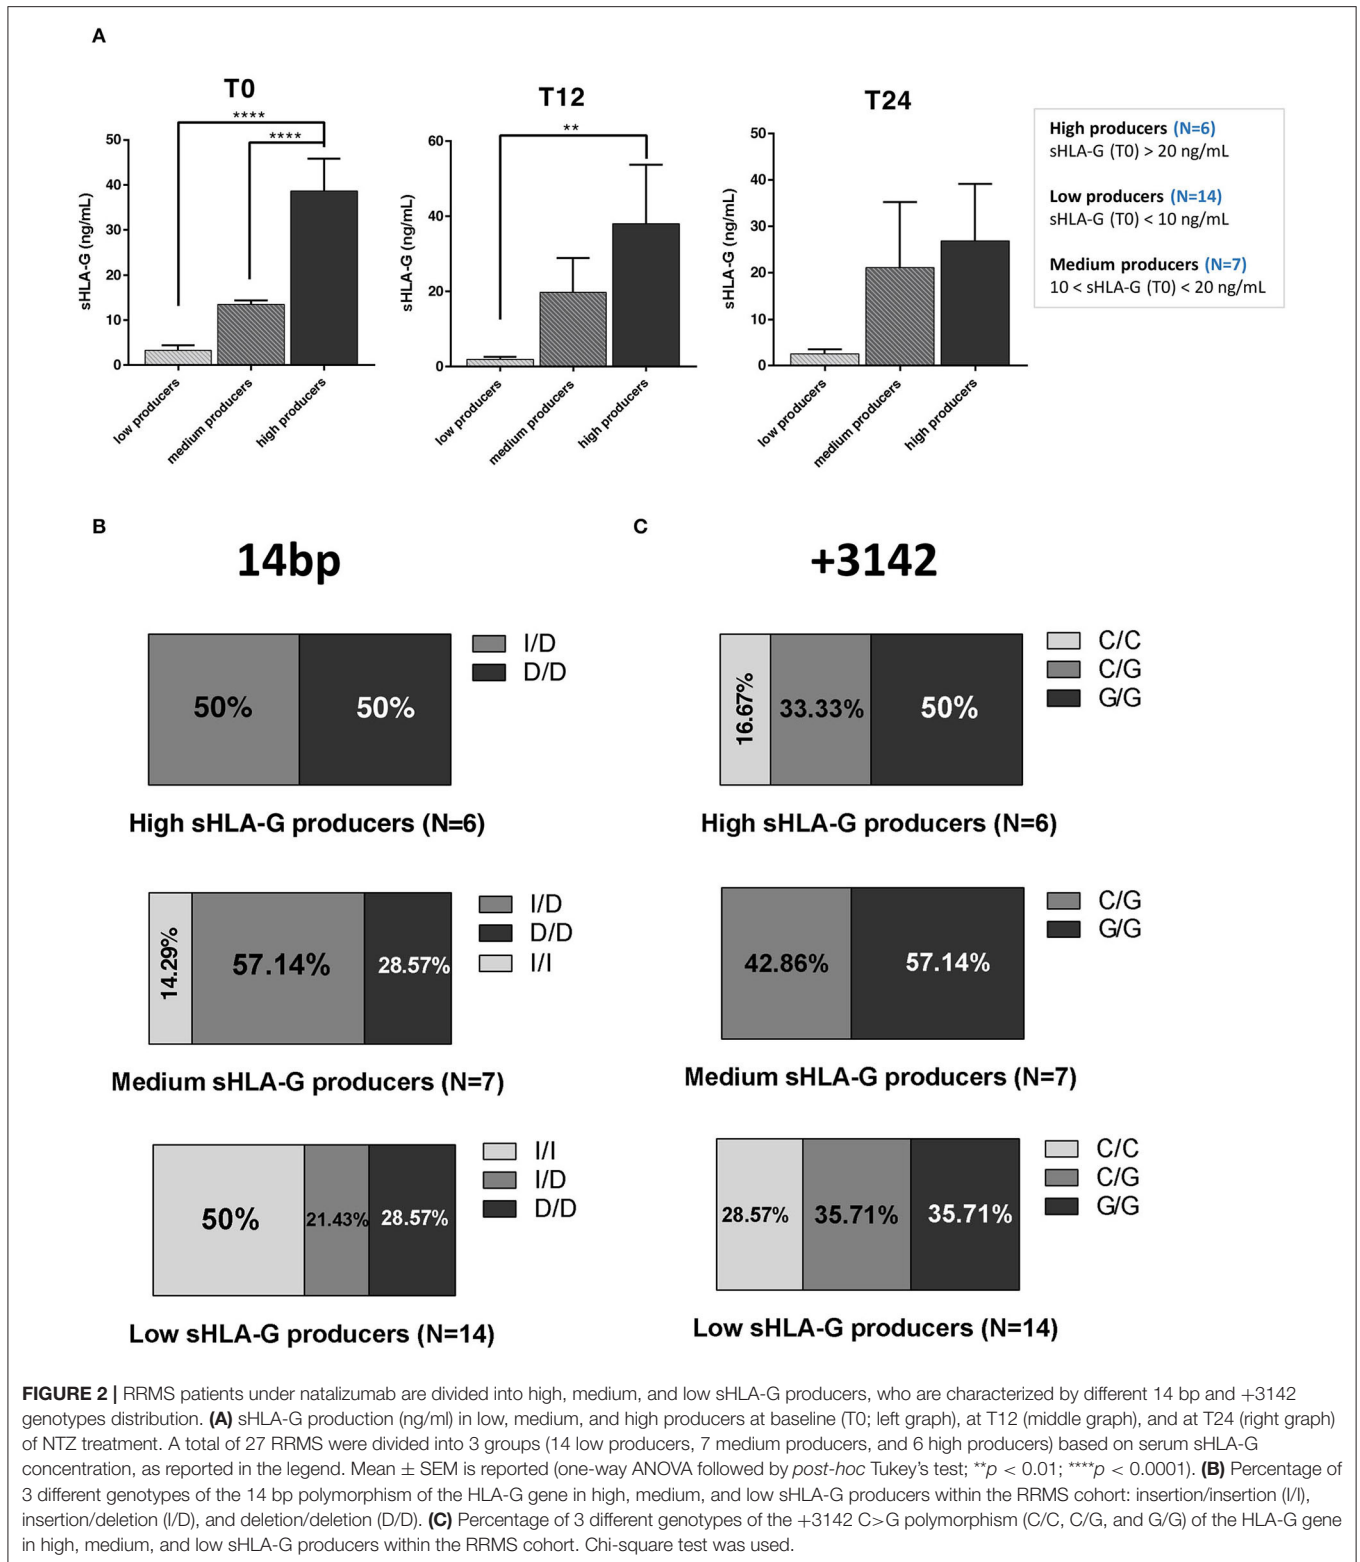 A
T0
****
****
50
40
30
20
10
0
sHLA-G (ng/mL)
low producers
medium producers
high producers
T12
**
60
40
20
0
sHLA-G (ng/mL)
low producers
medium producers
high producers
T24
50
40
30
20
10
0
sHLA-G (ng/mL)
low producers
medium producers
high producers
High producers (N=6)
sHLA-G (T0) > 20 ng/mL
Low producers (N=14)
sHLA-G (T0) < 10 ng/mL
Medium producers (N=7)
10 < sHLA-G (T0) < 20 ng/mL
B
14bp
50%
50%
I/D
D/D
High sHLA-G producers (N=6)
14.29%
57.14%
28.57%
I/D
D/D
I/I
Medium sHLA-G producers (N=7)
50%
21.43%
28.57%
I/I
I/D
D/D
Low sHLA-G producers (N=14)
C
+3142
16.67%
33.33%
50%
C/C
C/G
G/G
High sHLA-G producers (N=6)
42.86%
57.14%
C/G
G/G
Medium sHLA-G producers (N=7)
28.57%
35.71%
35.71%
C/C
C/G
G/G
Low sHLA-G producers (N=14)
FIGURE 2 | RRMS patients under natalizumab are divided into high, medium, and low sHLA-G producers, who are characterized by different 14 bp and +3142
genotypes distribution. (A) sHLA-G production (ng/ml) in low, medium, and high producers at baseline (T0; left graph), at T12 (middle graph), and at T24 (right graph)
of NTZ treatment. A total of 27 RRMS were divided into 3 groups (14 low producers, 7 medium producers, and 6 high producers) based on serum sHLA-G
concentration, as reported in the legend. Mean ± SEM is reported (one-way ANOVA followed by post-hoc Tukey's test; **p < 0.01; ****p < 0.0001). (B) Percentage of
3 different genotypes of the 14 bp polymorphism of the HLA-G gene in high, medium, and low sHLA-G producers within the RRMS cohort: insertion/insertion (I/I),
insertion/deletion (I/D), and deletion/deletion (D/D). (C) Percentage of 3 different genotypes of the +3142 C>G polymorphism (C/C, C/G, and G/G) of the HLA-G gene
in high, medium, and low sHLA-G producers within the RRMS cohort. Chi-square test was used.